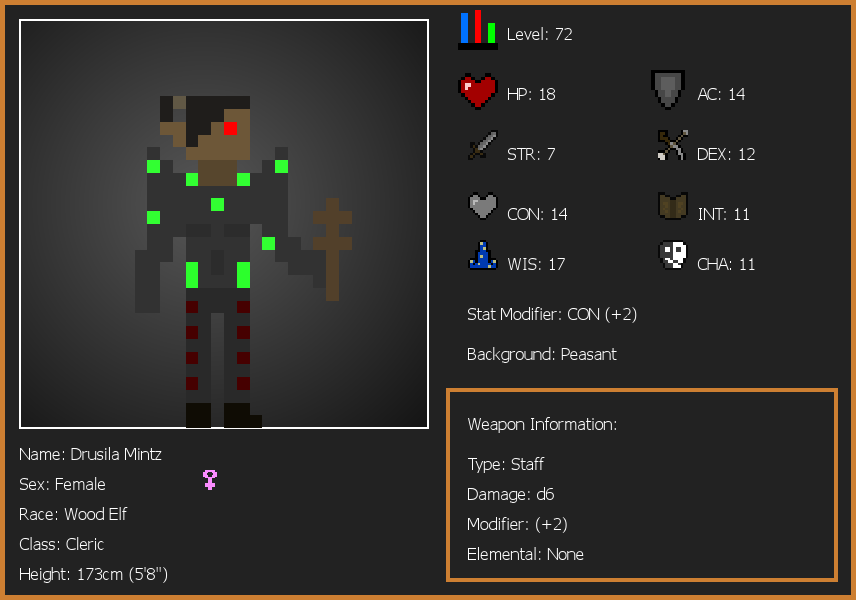 Level: 72
HP: 18
AC: 14
STR: 7
DEX: 12
CON: 14
INT: 11
WIS: 17
CHA: 11
Stat Modifier: CON (+2)
Background: Peasant
Weapon Information:
Type: Staff
Damage: d6
Modifier: (+2)
Elemental: None
Name: Drusila Mintz
Sex: Female
Race: Wood Elf
Class: Cleric
Height: 173cm (5'8")